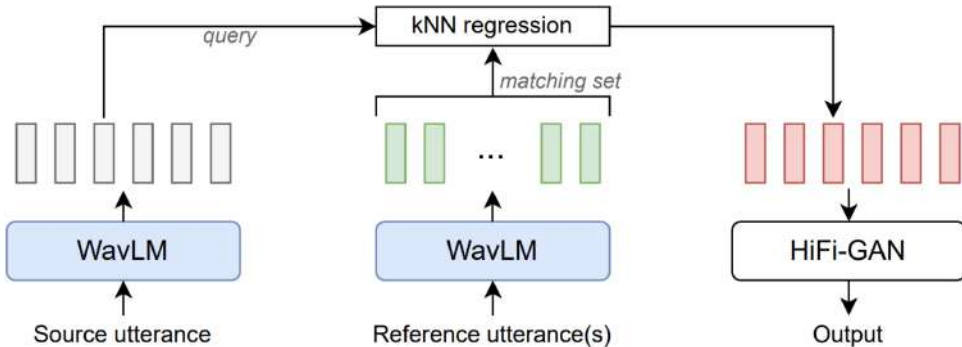 kNN regression
query
matching set
...
WavLM
WavLM
HiFi-GAN
Source utterance
Reference utterance(s)
Output